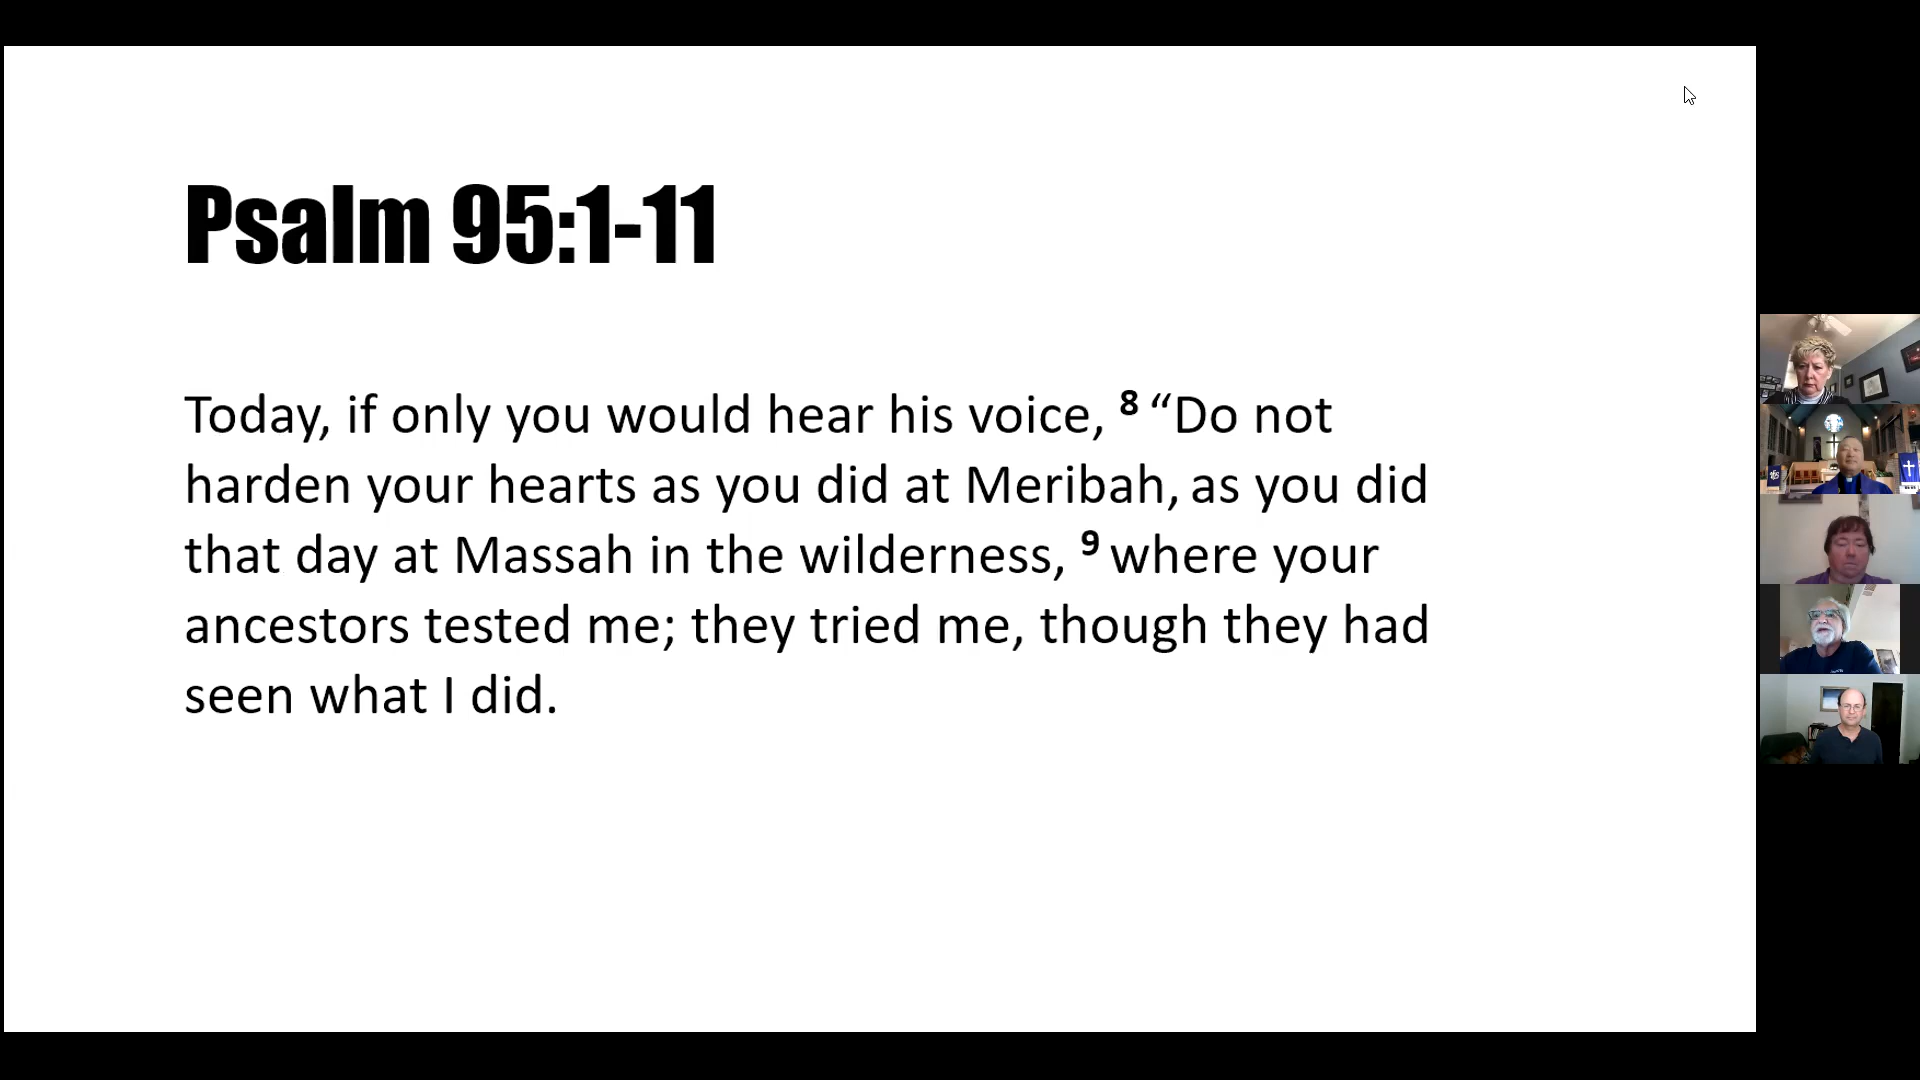 Psalm 95:1-11
Today, if only you would hear his voice, 8 “Do not
harden your hearts as you did at Meribah, as you did
that day at Massah in the wilderness, 9 where your
ancestors tested me; they tried me, though they had
seen what I did.